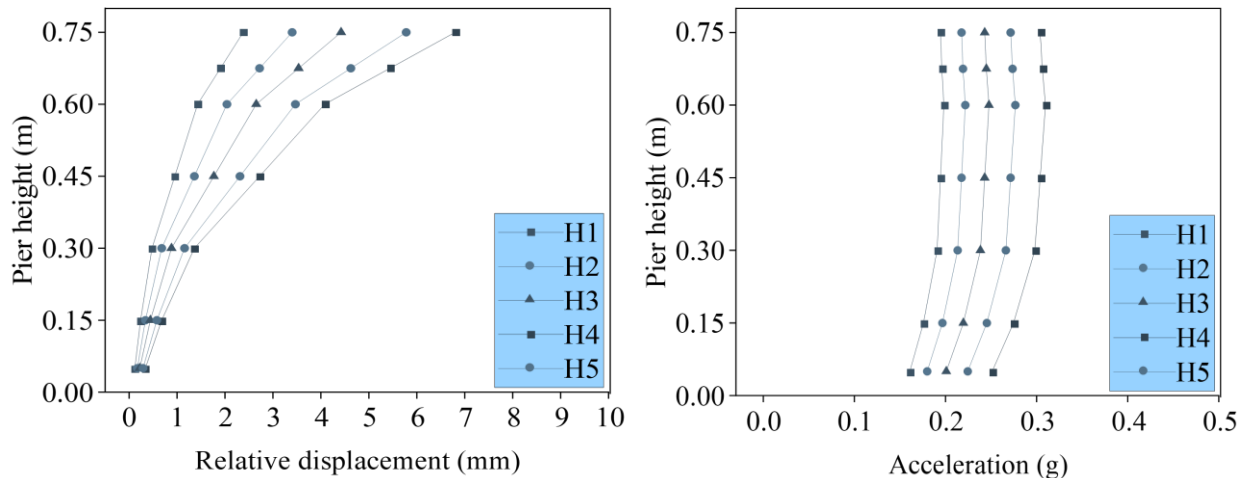 0.75
0.60
0.45
0.30
0.15
0.00
Pier height (m)
0 1 2 3 4 5 6 7 8 9 10
Relative displacement (mm)
H1
H2
H3
H4
H5
0.75
0.60
0.45
0.30
0.15
0.00
Pier height (m)
0.0 0.1 0.2 0.3 0.4 0.5
Acceleration (g)
H1
H2
H3
H4
H5